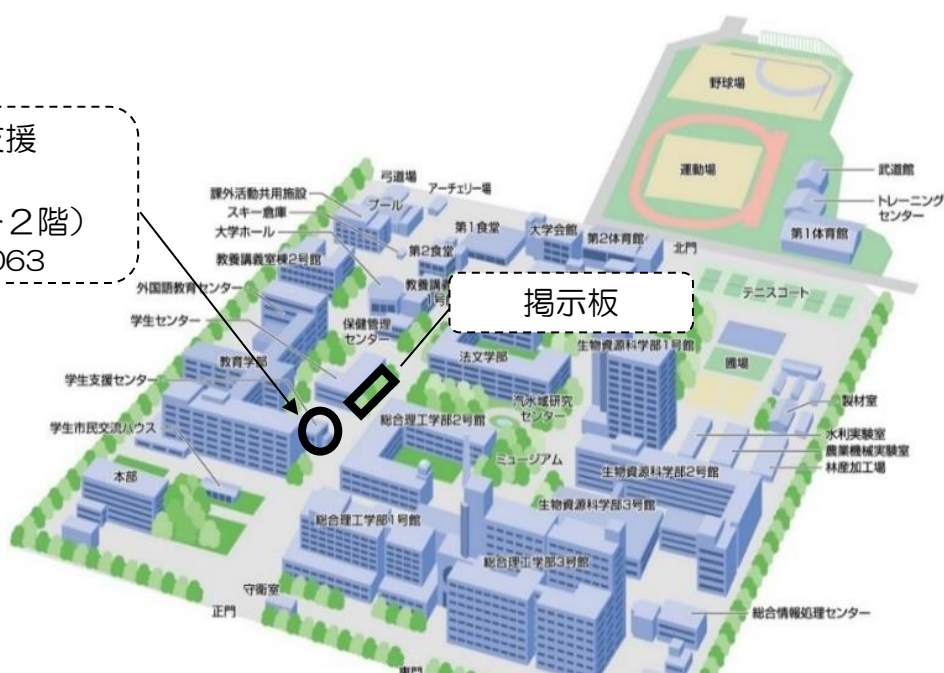 支援
２階）
063
掲示板
野球場
運動場
武道館
トレーニング
センター
第1体育館
弓道場
アーチェリー場
課外活動共用施設
プール
スキー倉庫
大学ホール
第1食堂
大学会館
第2体育館
北門
第2食堂
教養講義室棟2号館
教養講義
1号
テニスコート
外国語教育センター
学生センター
保健管理
センター
生物資源科学部1号館
法文学部
圃場
教育学部
学生支援センター
汽水域研究
センター
製材室
総合理工学部2号館
学生市民交流ハウス
水利実験室
農業機械実験室
林産加工場
ミュージアム
生物資源科学部2号館
本部
生物資源科学部3号館
総合理工学部1号館
総合理工学部3号館
守衛室
正門
総合情報処理センター
東門